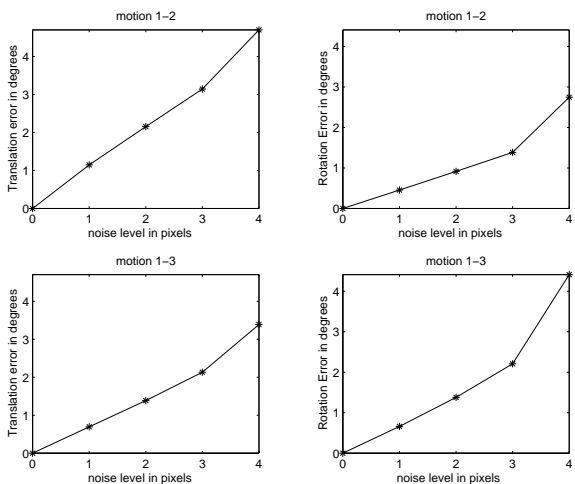 motion 1−2
Translation error in degrees
4
3
2
1
0
0 1 2 3 4
noise level in pixels
motion 1−2
Rotation Error in degrees
4
3
2
1
0
0 1 2 3 4
noise level in pixels
motion 1−3
Translation error in degrees
4
3
2
1
0
0 1 2 3 4
noise level in pixels
motion 1−3
Rotation Error in degrees
4
3
2
1
0
0 1 2 3 4
noise level in pixels